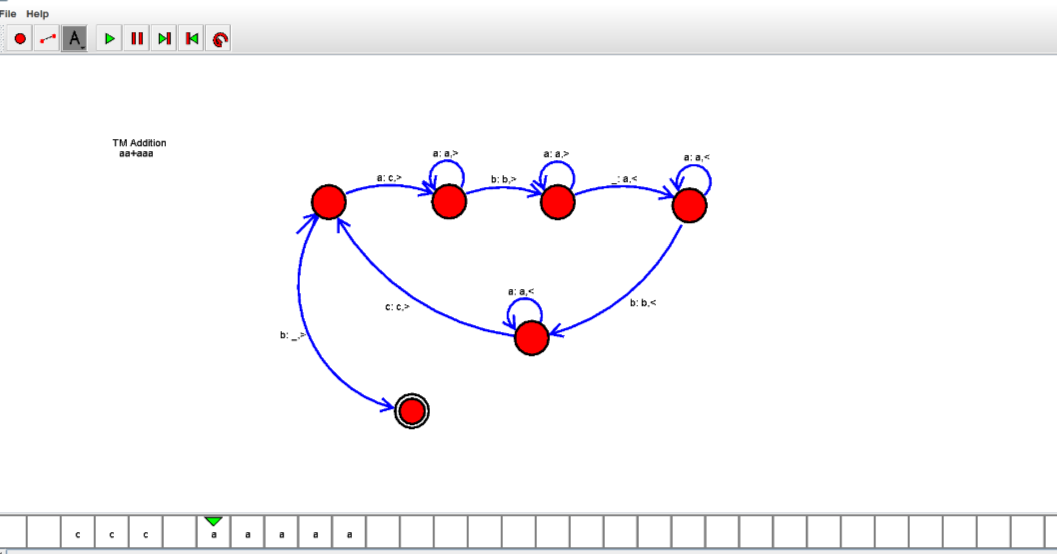 File Help
A
TM Addition
aa+aaa
a: a,>
a: a,>
a: a,<
a: c,>
b: b,>
_: a,<
a: a,<
b: b,<
c: c,>
b: _,>
c c c a a a a a